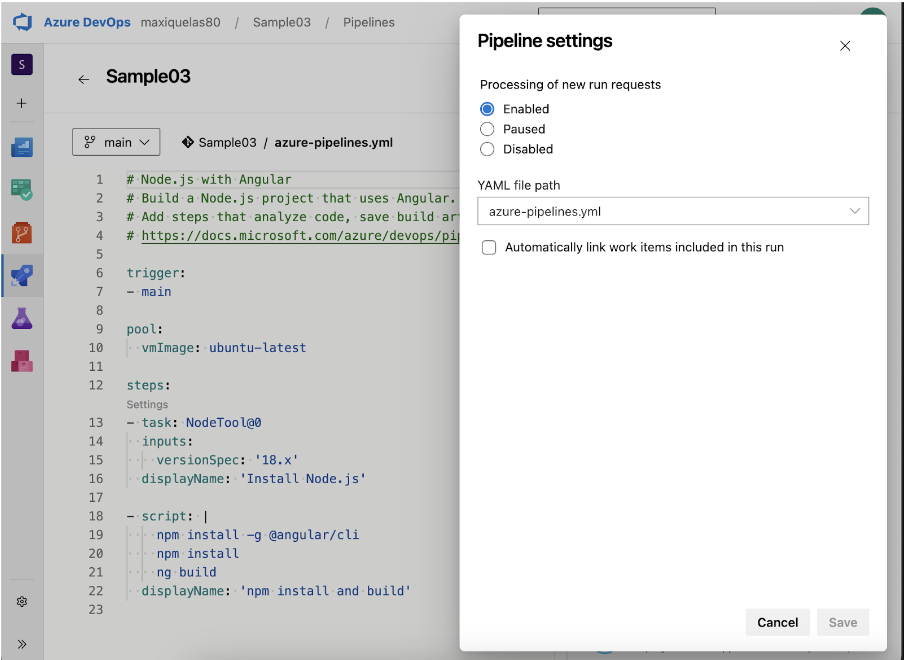 Azure DevOps maxiquelas80 / Sample03 / Pipelines
S
Sample03
main
Sample03 / azure-pipelines.yml
1 # Node.js with Angular
2 # Build a Node.js project that uses Angular.
3 # Add steps that analyze code, save build
4 # https://docs.microsoft.com/azure/devops/
5
6 trigger:
7 - main
8
9 pool:
10 vmImage: ubuntu-latest
11
12 steps:
Settings
13 - task: NodeTool@0
14 inputs:
15 versionSpec: '18.x'
16 displayName: 'Install Node.js'
17
18 - script: |
19 npm install -g @angular/cli
20 npm install
21 ng build
22 displayName: 'npm install and build'
23
Pipeline settings
Processing of new run requests
Enabled
Paused
Disabled
YAML file path
azure-pipelines.yml
Automatically link work items included in this run
Cancel
Save